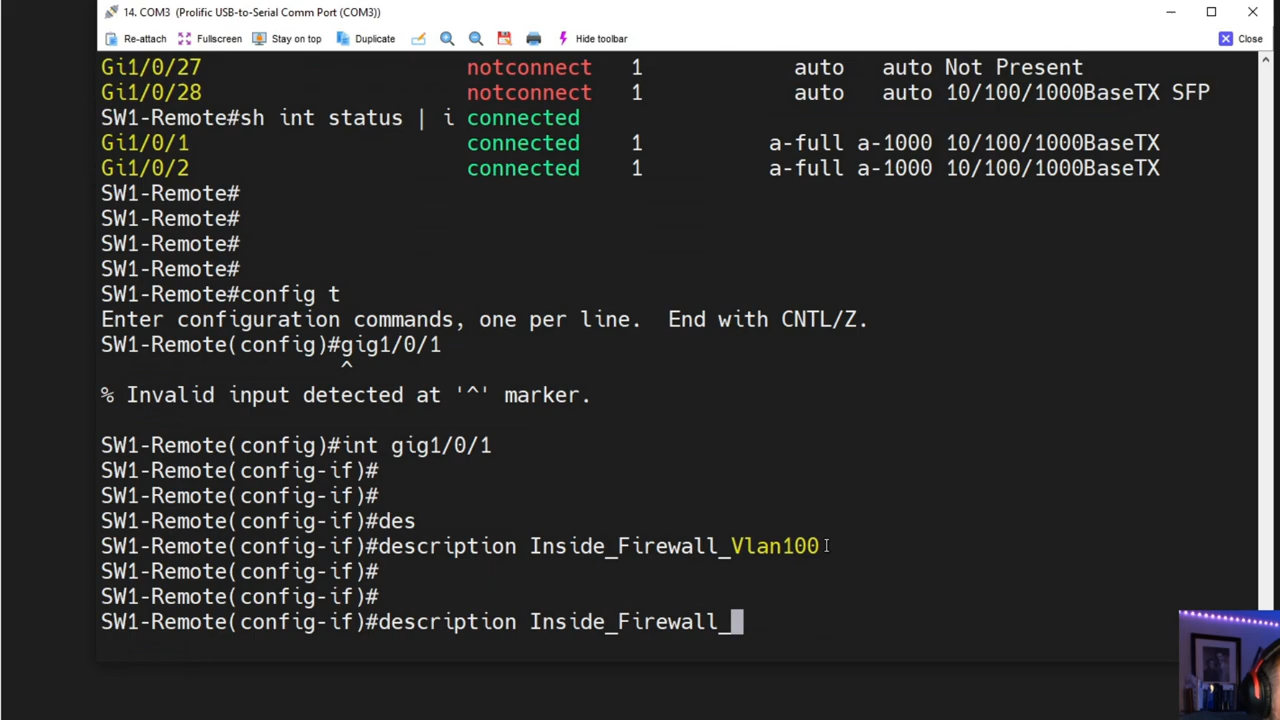 14. COM3 (Prolific USB-to-Serial Comm Port (COM3))
Re-attach Fullscreen Stay on top Duplicate Hide toolbar Close
Gi1/0/27 notconnect 1 auto auto Not Present
Gi1/0/28 notconnect 1 auto auto 10/100/1000BaseTX SFP
SW1-Remote#sh int status | i connected
Gi1/0/1 connected 1 a-full a-1000 10/100/1000BaseTX
Gi1/0/2 connected 1 a-full a-1000 10/100/1000BaseTX
SW1-Remote#
SW1-Remote#
SW1-Remote#
SW1-Remote#
SW1-Remote#config t
Enter configuration commands, one per line. End with CNTL/Z.
SW1-Remote(config)#gig1/0/1
^
% Invalid input detected at '^' marker.
SW1-Remote(config)#int gig1/0/1
SW1-Remote(config-if)#
SW1-Remote(config-if)#
SW1-Remote(config-if)#des
SW1-Remote(config-if)#description Inside_Firewall_Vlan100
SW1-Remote(config-if)#
SW1-Remote(config-if)#
SW1-Remote(config-if)#description Inside_Firewall_